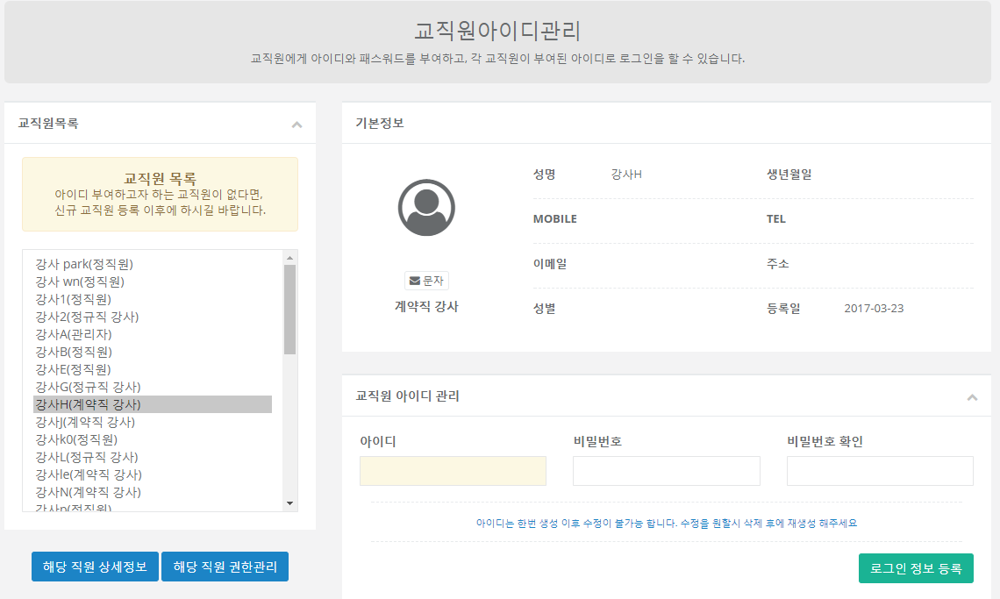 교직원아이디관리
교직원에게 아이디와 패스워드를 부여하고, 각 교직원이 부여된 아이디로 로그인을 할 수 있습니다.
교직원목록
교직원 목록
아이디 부여하고자 하는 교직원이 없다면,
신규 교직원 등록 이후에 하시길 바랍니다.
강사 park(정직원)
강사 wn(정직원)
강사1(정직원)
강사2(정규직 강사)
강사A(관리자)
강사B(정직원)
강사E(정직원)
강사G(정규직 강사)
강사H(계약직 강사)
강사J(계약직 강사)
강사k0(정직원)
강사L(정규직 강사)
강사le(계약직 강사)
강사N(계약직 강사)
강사p(정직원)
해당 직원 상세정보 해당 직원 권한관리
기본정보
문자
계약직 강사
성명 강사H 생년월일
MOBILE TEL
이메일 주소
성별 등록일 2017-03-23
교직원 아이디 관리
아이디 비밀번호 비밀번호 확인
아이디는 한번 생성 이후 수정이 불가능 합니다. 수정을 원할시 삭제 후에 재생성 해주세요
로그인 정보 등록